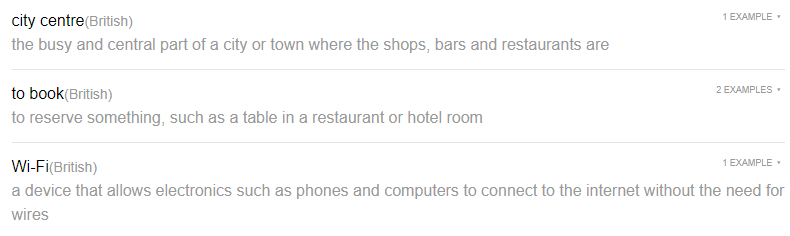 city centre(British)
1 EXAMPLE
the busy and central part of a city or town where the shops, bars and restaurants are
to book(British)
2 EXAMPLES
to reserve something, such as a table in a restaurant or hotel room
Wi-Fi(British)
1 EXAMPLE
a device that allows electronics such as phones and computers to connect to the internet without the need for
wires